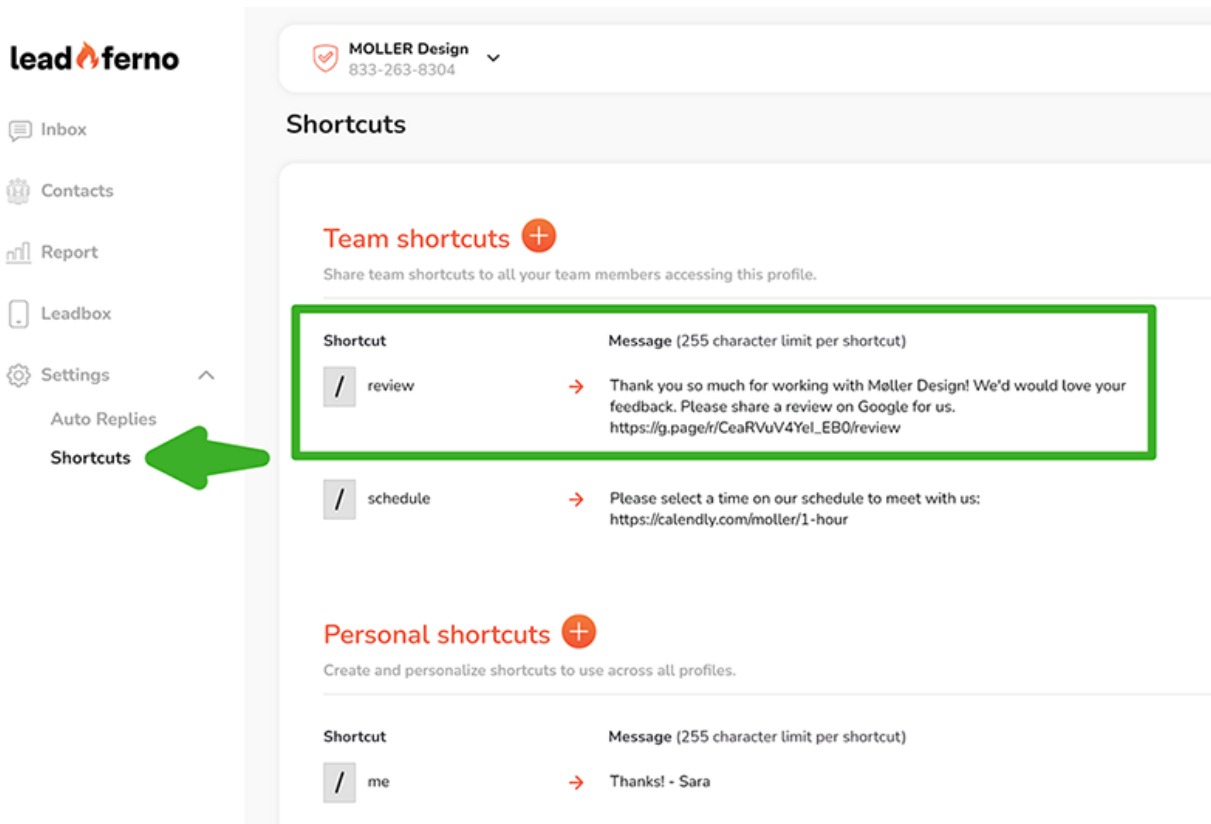 leadferno
MOLLER Design
833-263-8304
Inbox
Contacts
Report
Leadbox
Settings
Auto Replies
Shortcuts
Shortcuts
Team shortcuts +
Share team shortcuts to all your team members accessing this profile.
Shortcut Message (255 character limit per shortcut)
/ review → Thank you so much for working with Møller Design! We'd would love your
feedback. Please share a review on Google for us.
https://g.page/r/CeaRVuV4YeI_EB0/review
/ schedule → Please select a time on our schedule to meet with us:
https://calendly.com/moller/1-hour
Personal shortcuts +
Create and personalize shortcuts to use across all profiles.
Shortcut Message (255 character limit per shortcut)
/ me → Thanks! - Sara